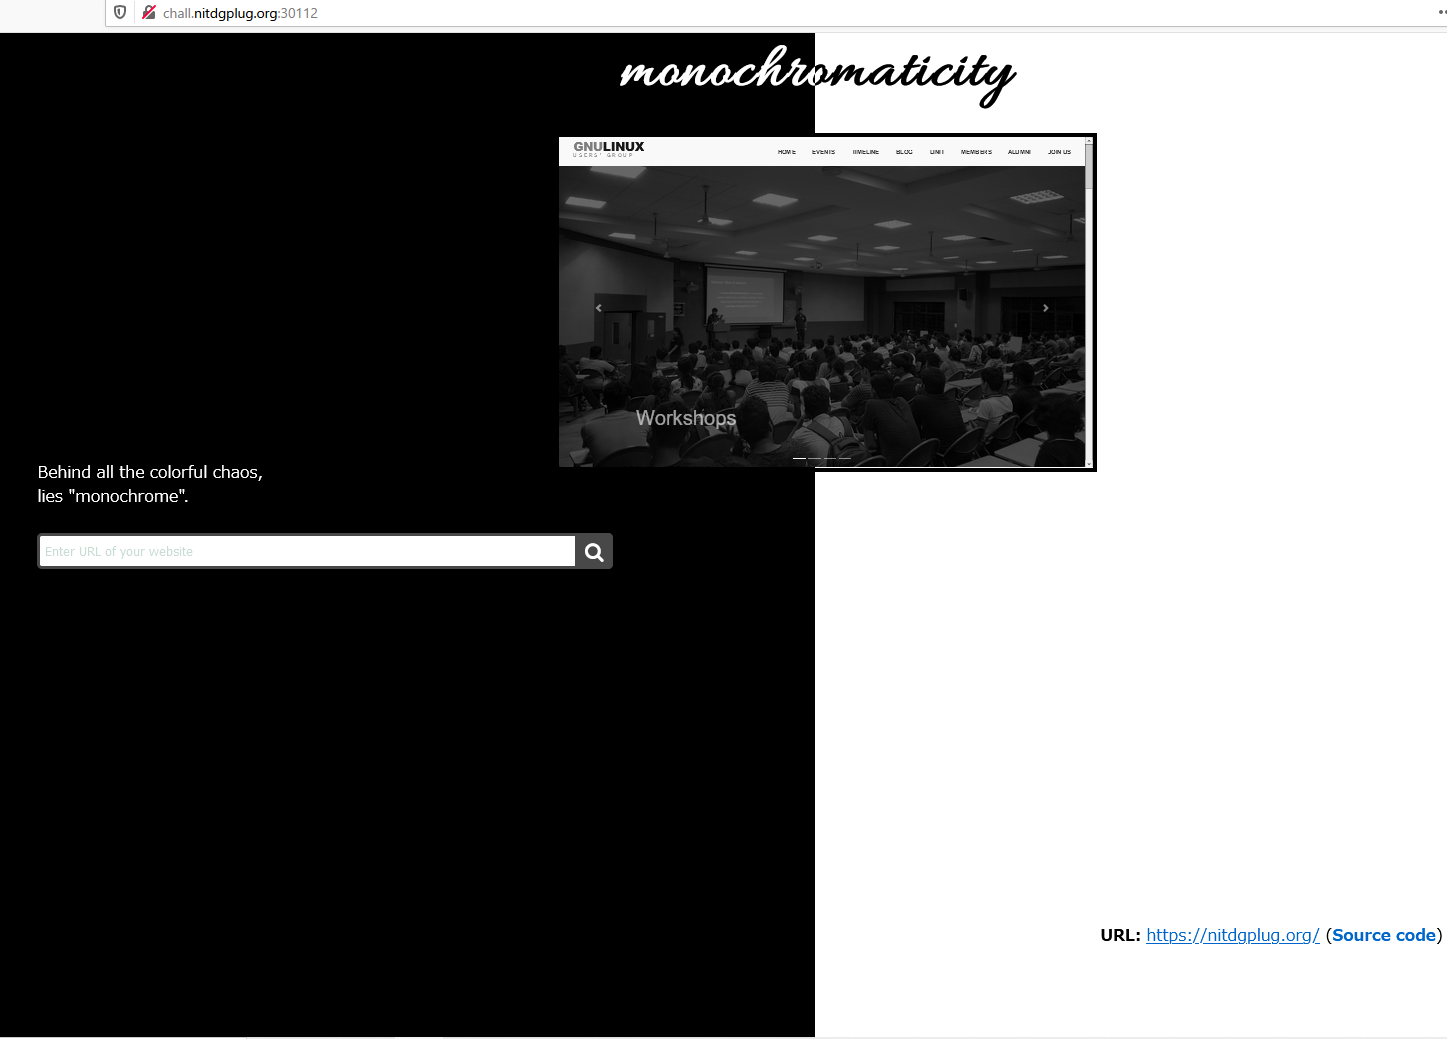 chall.nitdgplug.org:30112
monochromaticity
GNULINUX
USERS' GROUP
HOME EVENTS TIMELINE BLOG LINIT MEMBERS ALUMNI JOIN US
Workshops
Behind all the colorful chaos,
lies "monochrome".
Enter URL of your website
URL: https://nitdgplug.org/ (Source code)